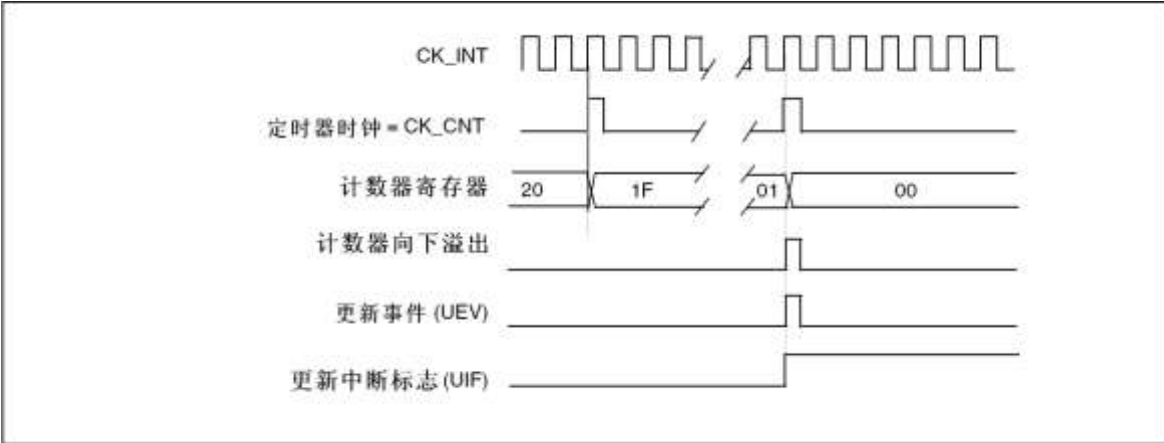 CK_INT
定时器时钟 = CK_CNT
计数器寄存器 20 1F 01 00
计数器向下溢出
更新事件 (UEV)
更新中断标志 (UIF)